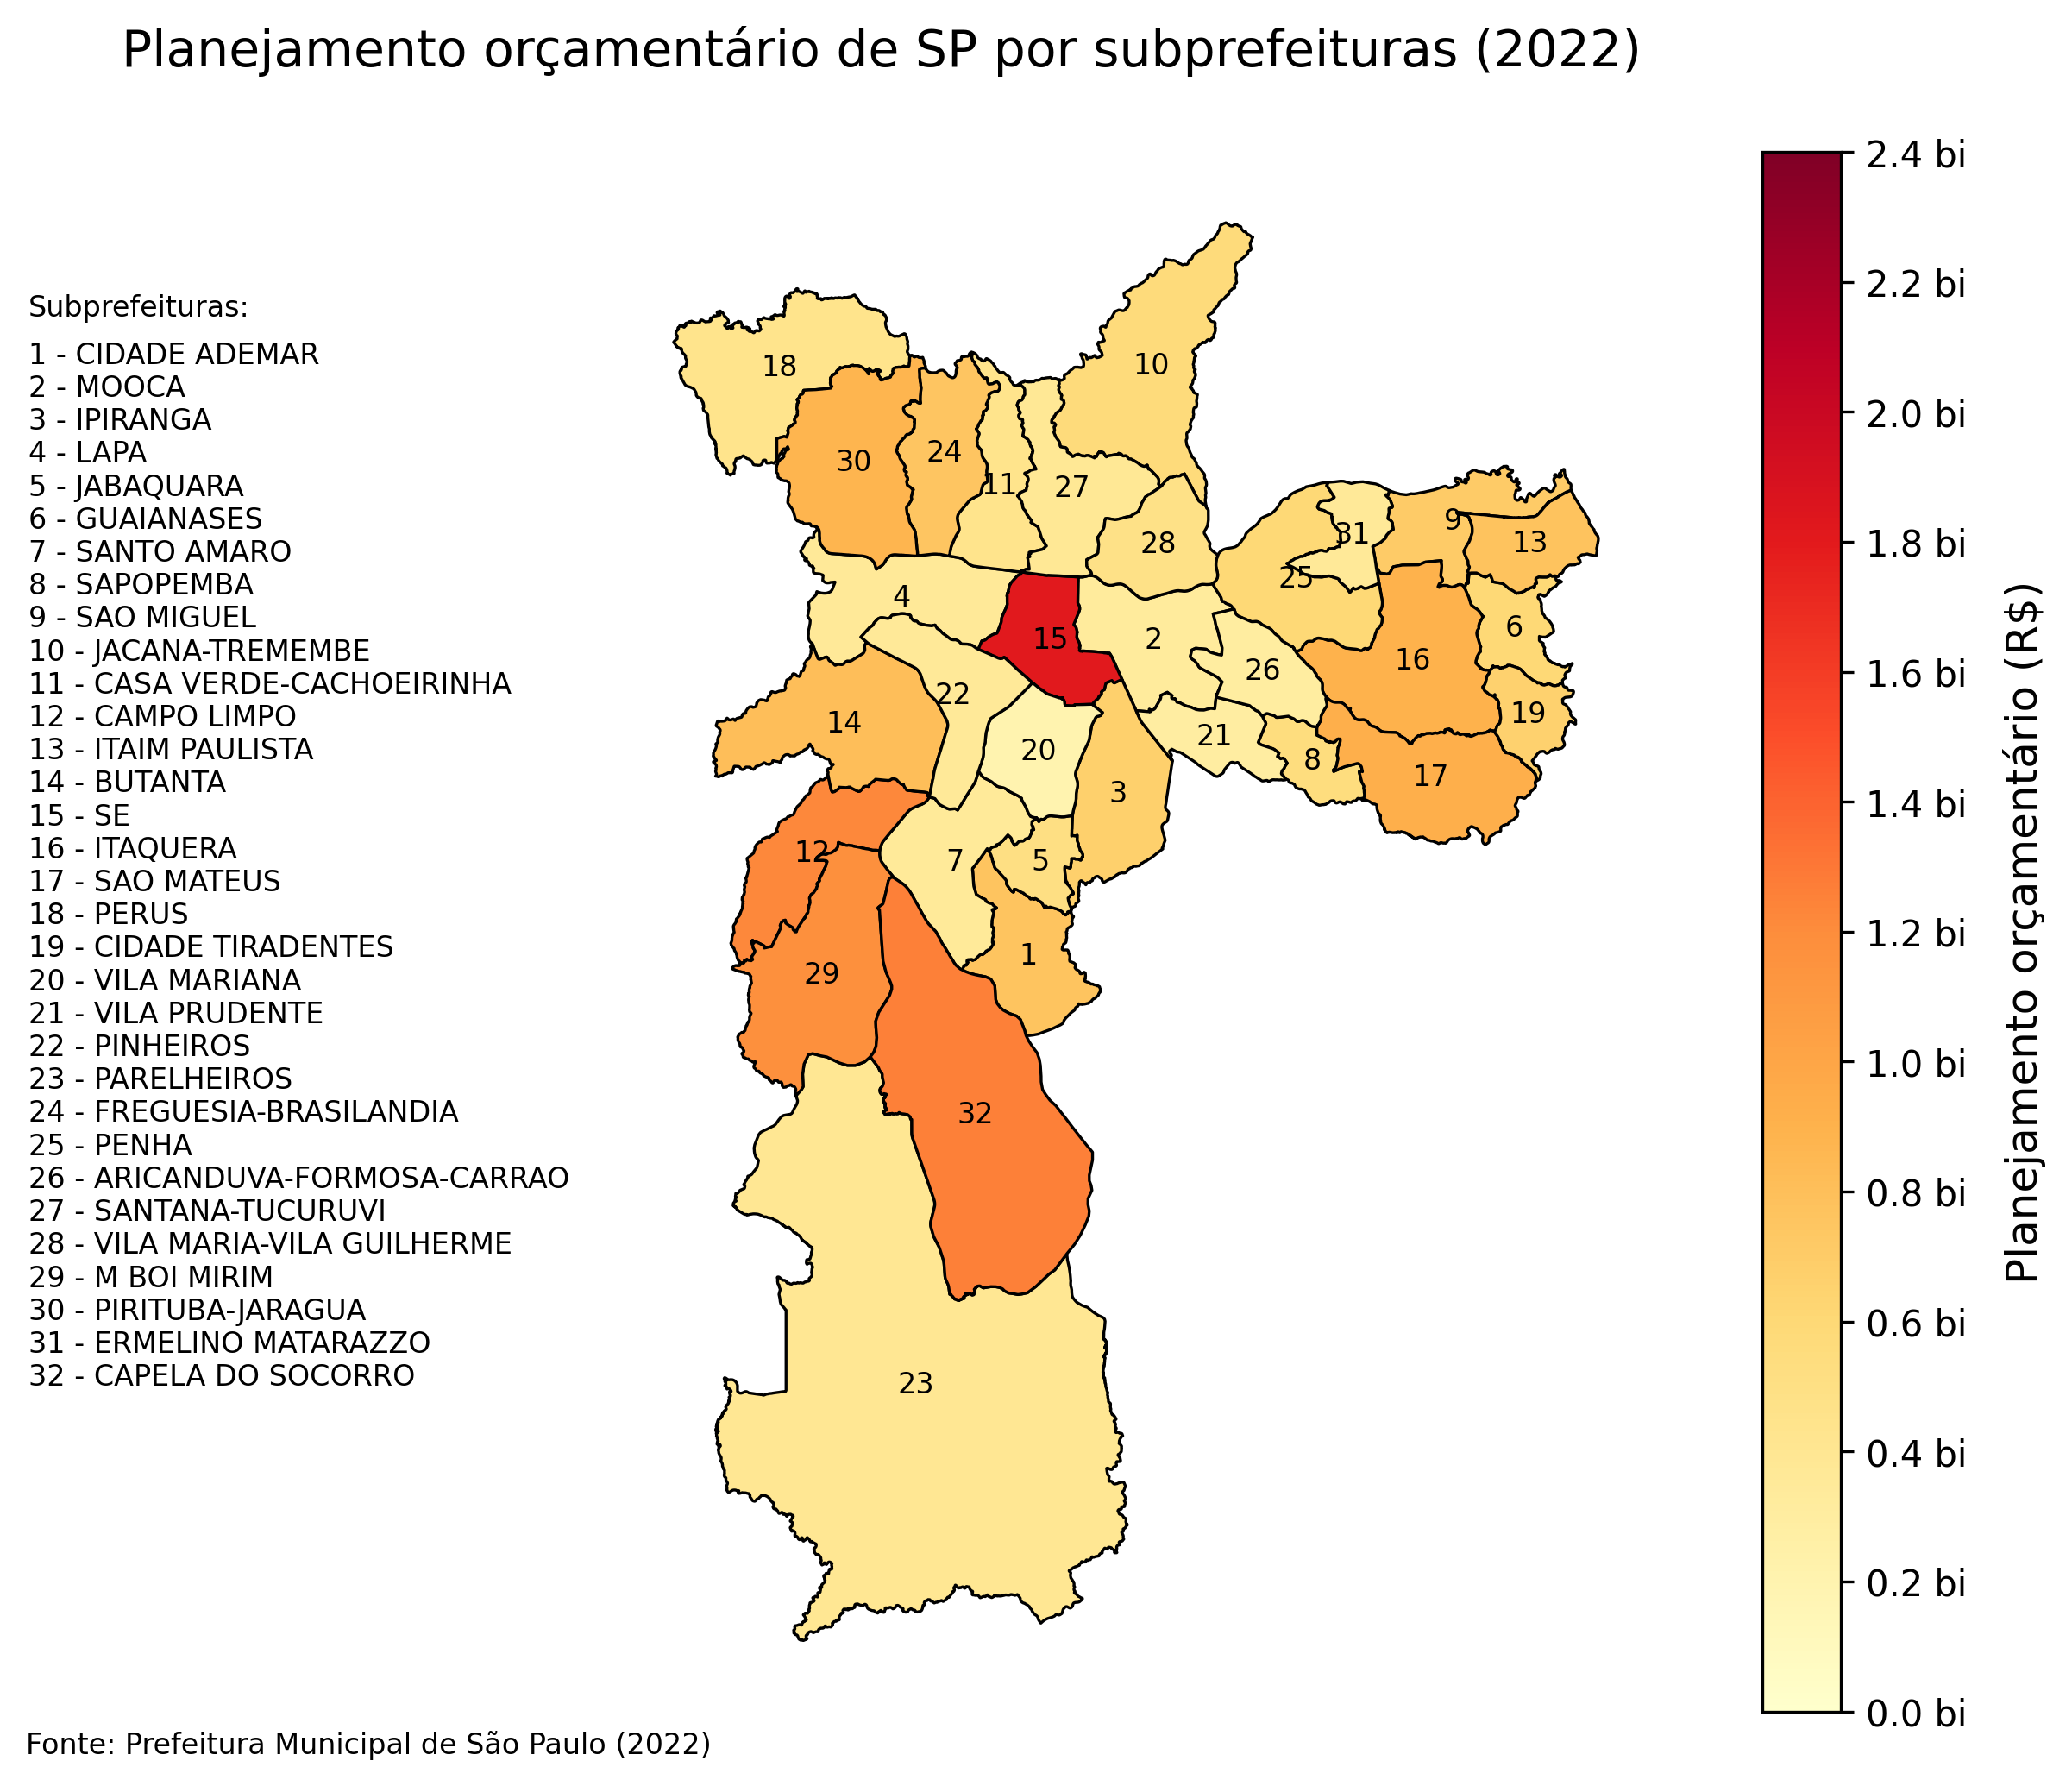 Planejamento orçamentário de SP por subprefeituras (2022)
Subprefeituras:
1 - CIDADE ADEMAR
2 - MOOCA
3 - IPIRANGA
4 - LAPA
5 - JABAQUARA
6 - GUAIANASES
7 - SANTO AMARO
8 - SAPOPEMBA
9 - SAO MIGUEL
10 - JACANA-TREMEMBE
11 - CASA VERDE-CACHOEIRINHA
12 - CAMPO LIMPO
13 - ITAIM PAULISTA
14 - BUTANTA
15 - SE
16 - ITAQUERA
17 - SAO MATEUS
18 - PERUS
19 - CIDADE TIRADENTES
20 - VILA MARIANA
21 - VILA PRUDENTE
22 - PINHEIROS
23 - PARELHEIROS
24 - FREGUESIA-BRASILANDIA
25 - PENHA
26 - ARICANDUVA-FORMOSA-CARRAO
27 - SANTANA-TUCURUVI
28 - VILA MARIA-VILA GUILHERME
29 - M BOI MIRIM
30 - PIRITUBA-JARAGUA
31 - ERMELINO MATARAZZO
32 - CAPELA DO SOCORRO
10
18
24
30
11
27
9
31
13
28
25
4
6
15
2
16
26
22
19
14
21
20
8
17
3
12
7
5
1
29
32
23
2.4 bi
2.2 bi
2.0 bi
1.8 bi
1.6 bi
1.4 bi
1.2 bi
1.0 bi
0.8 bi
0.6 bi
0.4 bi
0.2 bi
0.0 bi
Planejamento orçamentário (R$)
Fonte: Prefeitura Municipal de São Paulo (2022)